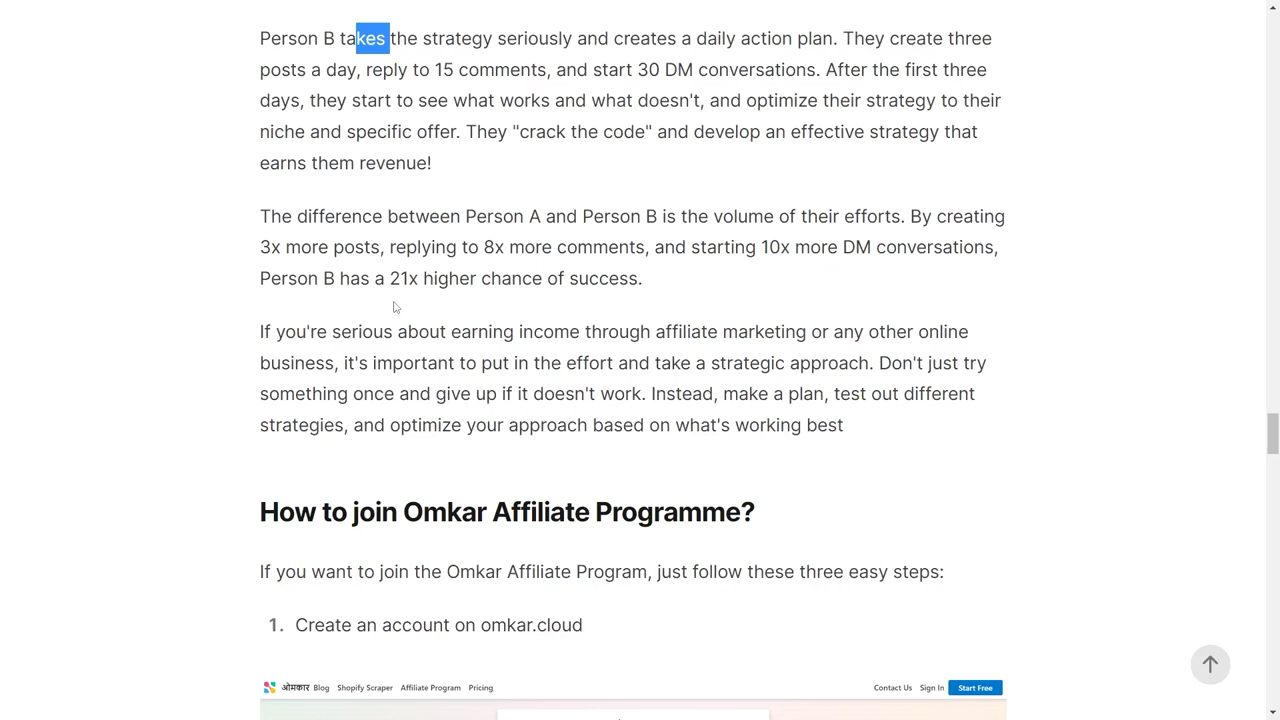 Person B takes the strategy seriously and creates a daily action plan. They create three
posts a day, reply to 15 comments, and start 30 DM conversations. After the first three
days, they start to see what works and what doesn't, and optimize their strategy to their
niche and specific offer. They "crack the code" and develop an effective strategy that
earns them revenue!
The difference between Person A and Person B is the volume of their efforts. By creating
3x more posts, replying to 8x more comments, and starting 10x more DM conversations,
Person B has a 21x higher chance of success.
If you're serious about earning income through affiliate marketing or any other online
business, it's important to put in the effort and take a strategic approach. Don't just try
something once and give up if it doesn't work. Instead, make a plan, test out different
strategies, and optimize your approach based on what's working best
How to join Omkar Affiliate Programme?
If you want to join the Omkar Affiliate Program, just follow these three easy steps:
1. Create an account on omkar.cloud
ओमकार Blog Shopify Scraper Affiliate Program Pricing Contact Us Sign In Start Free